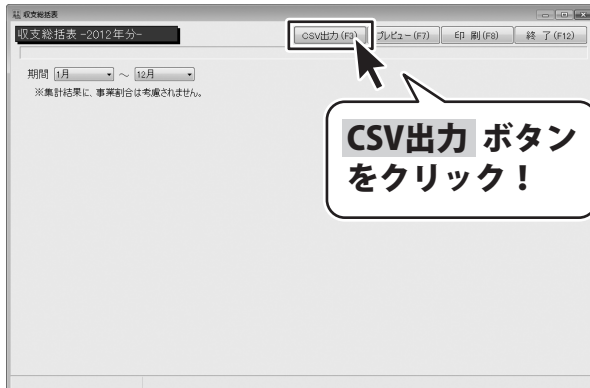 収支総括表
収支総括表 -2012年分-
CSV出力(F3) プレビュー(F7) 印 刷(F8) 終 了(F12)
期間 1月 ～ 12月
※集計結果に、事業割合は考慮されません。
CSV出力 ボタン
をクリック！